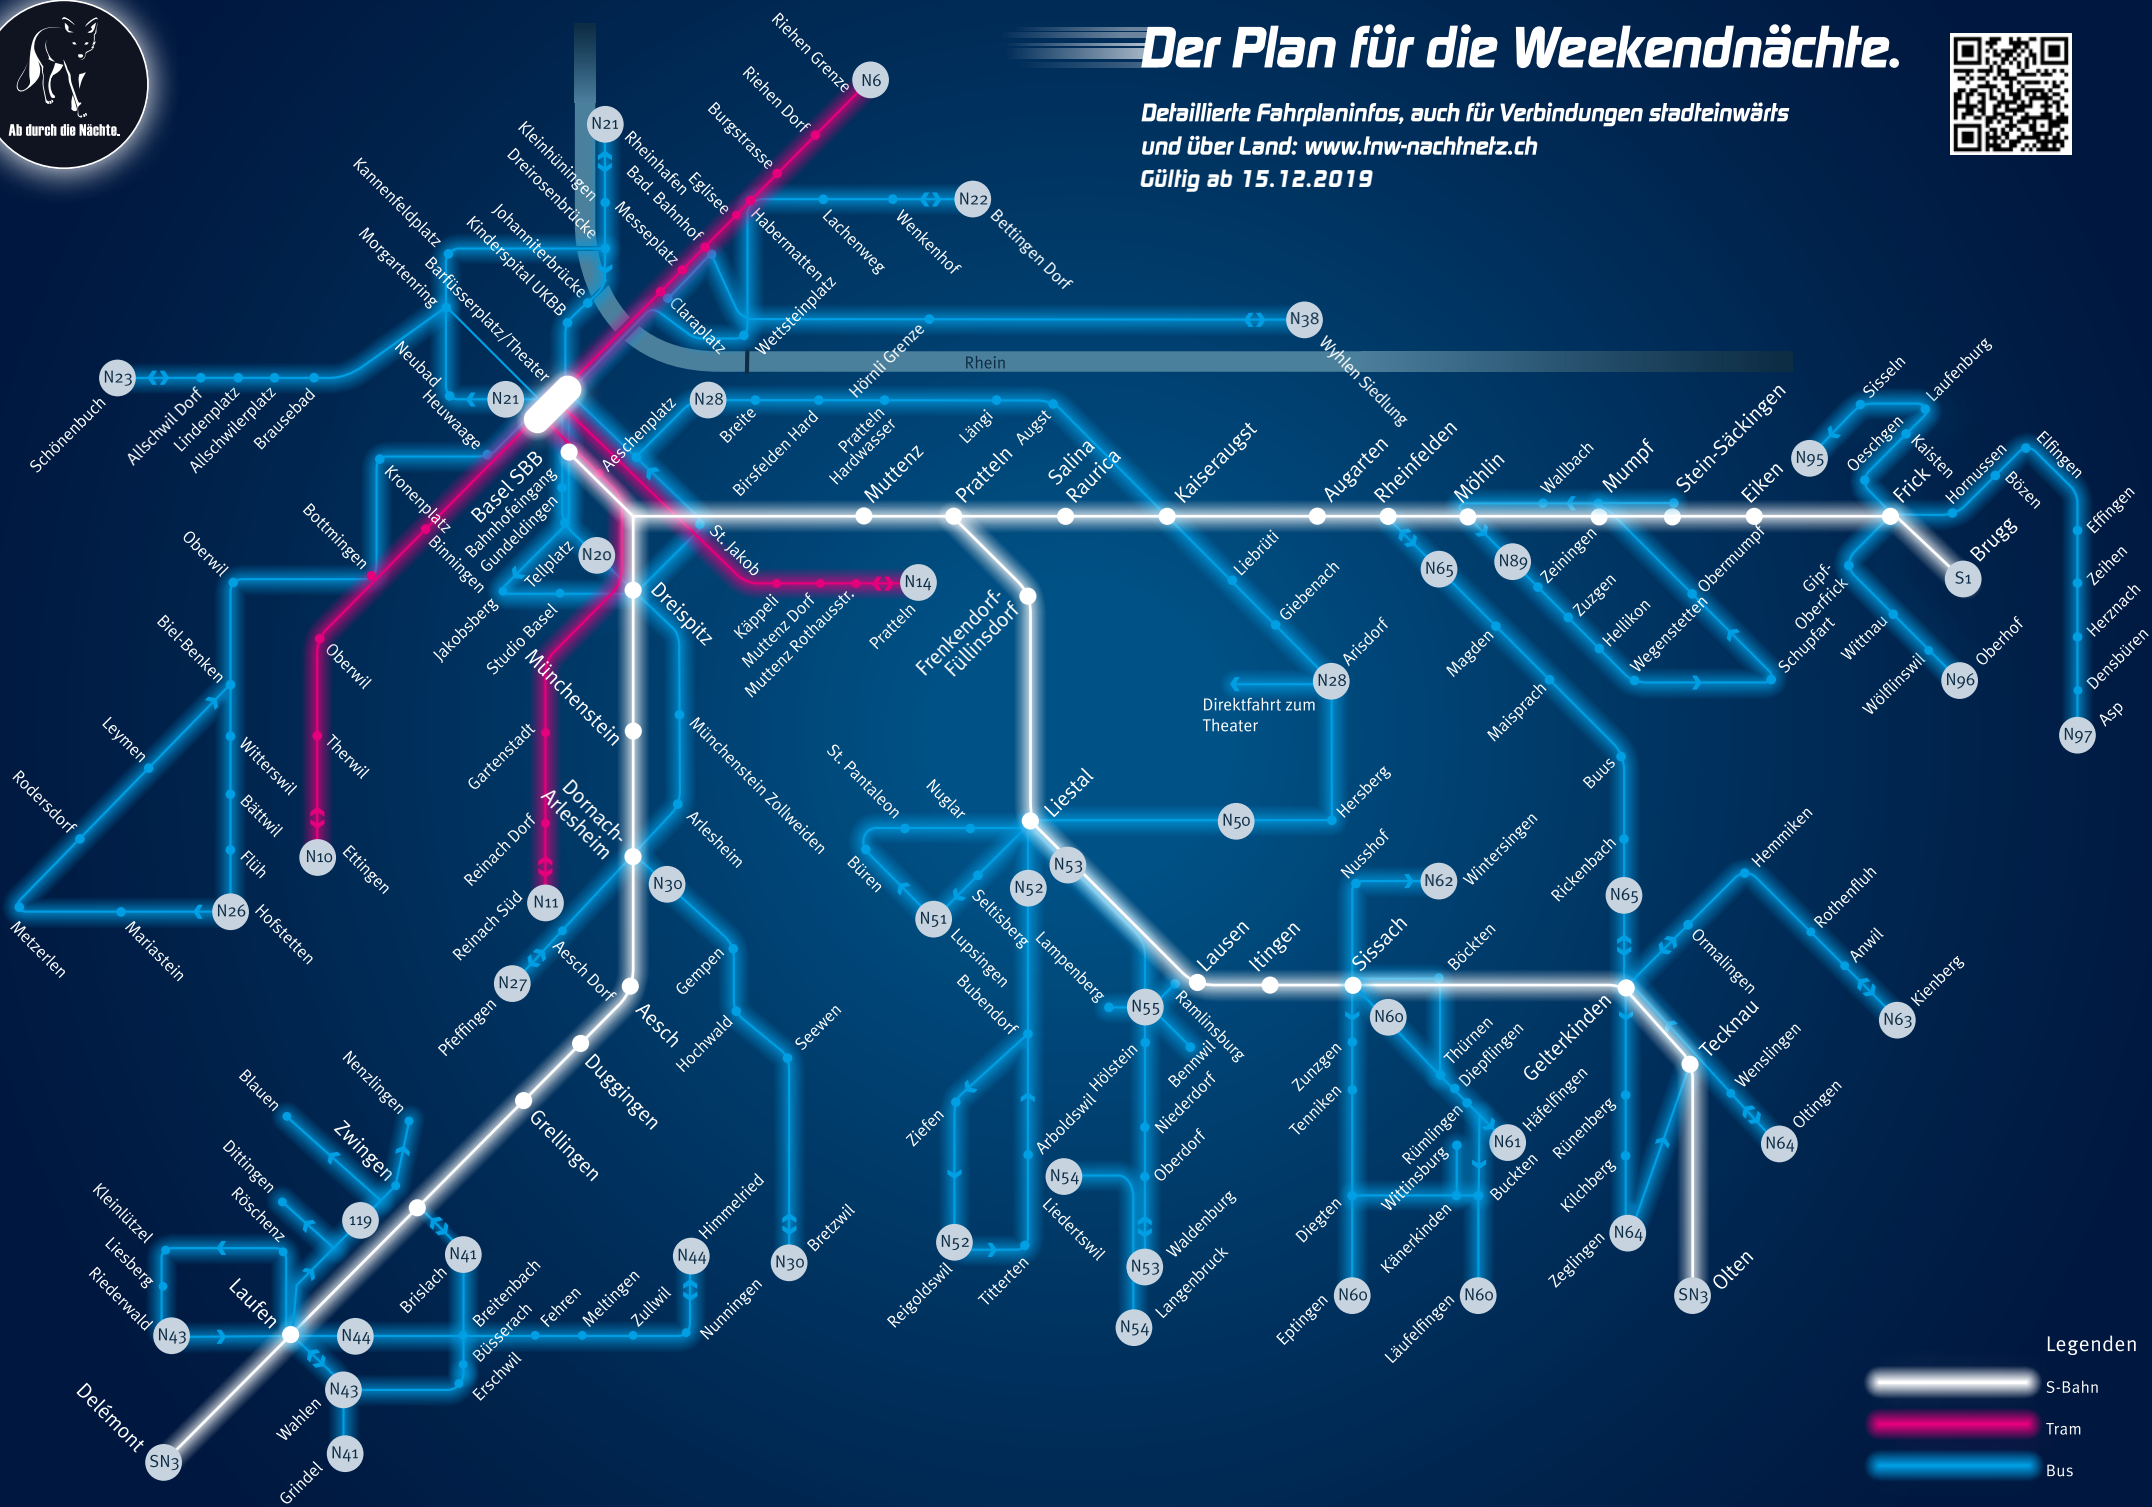 Ab durch die Nächte.
Der Plan für die Weekendnächte.
Detaillierte Fahrplaninfos, auch für Verbindungen stadteinwärts
und über Land: www.tnw-nachtnetz.ch
Gültig ab 15.12.2019
Riehen Grenze
N6
Riehen Dorf
Burgstrasse
N21
Rheinhafen
Kleinhüningen
Dreirosenbrücke
Eglisee
Bad. Bahnhof
Messeplatz
Habermatten
Lachenweg
Wenkenhof
N22
Bettingen Dorf
Kannenfeldplatz
Johanniterbrücke
Kinderspital UKBB
Morgartenring
Barfüsserplatz/Theater
Claraplatz
Wettsteinplatz
Hörnli Grenze
N38
Wyhlen Siedlung
Rhein
N23
Schönenbuch
Allschwil Dorf
Lindenplatz
Allschwilerplatz
Brausebad
Neubad
N21
Heuwaage
Aeschenplatz
N28
Breite
Birsfelden Hard
Pratteln
Hardwasser
Längi
Augst
Basel SBB
Bahnhofeingang
Gundeldingen
Tellplatz
N20
Jakobsberg
Studio Basel
Dreispitz
St. Jakob
Käppeli
Muttenz Dorf
Muttenz Rothausstr.
N14
Pratteln
Kronenplatz
Binningen
Bottmingen
Oberwil
Biel-Benken
Leymen
Rodersdorf
Metzerlen
Mariastein
N26
Hofstetten
Flüh
Bättwil
Witterswil
Oberwil
Therwil
N10
Ettingen
Münchenstein
Gartenstadt
Reinach Dorf
Reinach Süd
N11
Dornach-
Arlesheim
Münchenstein Zollweiden
Arlesheim
N30
Aesch Dorf
N27
Pfeffingen
Gempen
Hochwald
Seewen
N30
Bretzwil
Aesch
Duggingen
Grellingen
Zwingen
Nenzlingen
Blauen
Dittingen
119
Röschenz
Kleinlützel
Liesberg
Riederwald
N43
Laufen
N44
N41
Brislach
Breitenbach
Büsserach
Erschwil
Fehren
Meltingen
Zullwil
Nunningen
N44
Himmelried
N43
Wahlen
N41
Grindel
Delémont
SN3
Muttenz
Pratteln
Salina
Raurica
Kaiseraugst
Augarten
Rheinfelden
Möhlin
Wallbach
Mumpf
Stein-Säckingen
Eiken
Frick
Brugg
S1
Sisseln
Laufenburg
N95
Oeschgen
Kaisten
Hornussen
Bözen
Elfingen
Effingen
Zeihen
Herznach
Densbüren
N97
Asp
Gipf-
Oberfrick
Wittnau
Wölflinswil
N96
Oberhof
N89
Zeiningen
Zuzgen
Hellikon
Wegenstetten
Obermumpf
Schupfart
N65
Magden
Maisprach
Buus
Rickenbach
N65
Liebrüti
Giebenach
Arisdorf
N28
Direktfahrt zum
Theater
Hersberg
N50
Frenkendorf-
Füllinsdorf
Liestal
St. Pantaleon
Nuglar
Büren
N51
Lupsingen
Seltisberg
N52
N53
Bubendorf
Ziefen
N52
Reigoldswil
Titterten
Arboldswil
Lampenberg
N55
Ramlinsburg
Bennwil
Hölstein
Niederdorf
Oberdorf
N53
Waldenburg
N54
Liedertswil
N54
Langenbruck
Lausen
Itingen
Sissach
Nusshof
N62
Wintersingen
Böckten
N60
Zunzgen
Tenniken
Diegten
N60
Eptingen
Thürnen
Diepflingen
Rümlingen
Wittinsburg
N61
Häfelfingen
Buckten
Känerkinden
N60
Läufelfingen
Gelterkinden
Hemmiken
Ormalingen
Rothenfluh
Anwil
N63
Kienberg
Tecknau
Wenslingen
N64
Oltingen
Rünenberg
Kilchberg
N64
Zeglingen
SN3
Olten
Legenden
S-Bahn
Tram
Bus